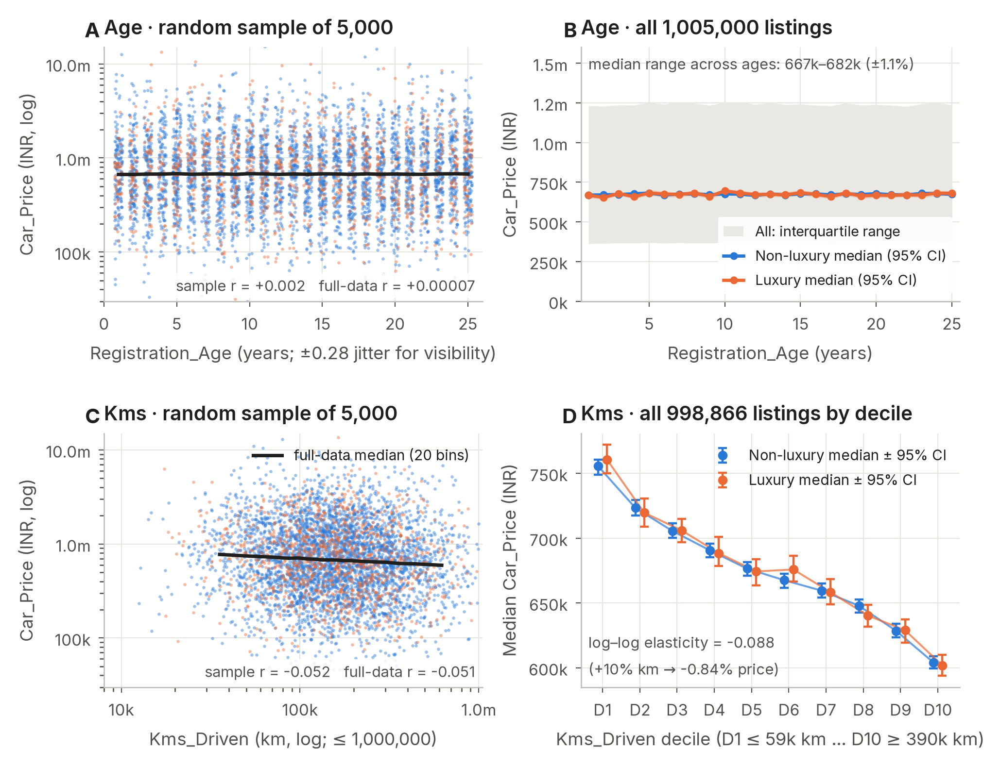 A Age · random sample of 5,000
10.0m
1.0m
100k
Car_Price (INR, log)
sample r = +0.002 full-data r = +0.00007
0 5 10 15 20 25
Registration_Age (years; ±0.28 jitter for visibility)
B Age · all 1,005,000 listings
1.5m
1.2m
1.0m
750k
500k
250k
0k
Car_Price (INR)
median range across ages: 667k–682k (±1.1%)
All: interquartile range
Non-luxury median (95% CI)
Luxury median (95% CI)
5 10 15 20 25
Registration_Age (years)
C Kms · random sample of 5,000
10.0m
1.0m
100k
Car_Price (INR, log)
full-data median (20 bins)
sample r = -0.052 full-data r = -0.051
10k 100k 1.0m
Kms_Driven (km, log; ≤ 1,000,000)
D Kms · all 998,866 listings by decile
750k
700k
650k
600k
Median Car_Price (INR)
Non-luxury median ± 95% CI
Luxury median ± 95% CI
log–log elasticity = -0.088
(+10% km → -0.84% price)
D1 D2 D3 D4 D5 D6 D7 D8 D9 D10
Kms_Driven decile (D1 ≤ 59k km … D10 ≥ 390k km)